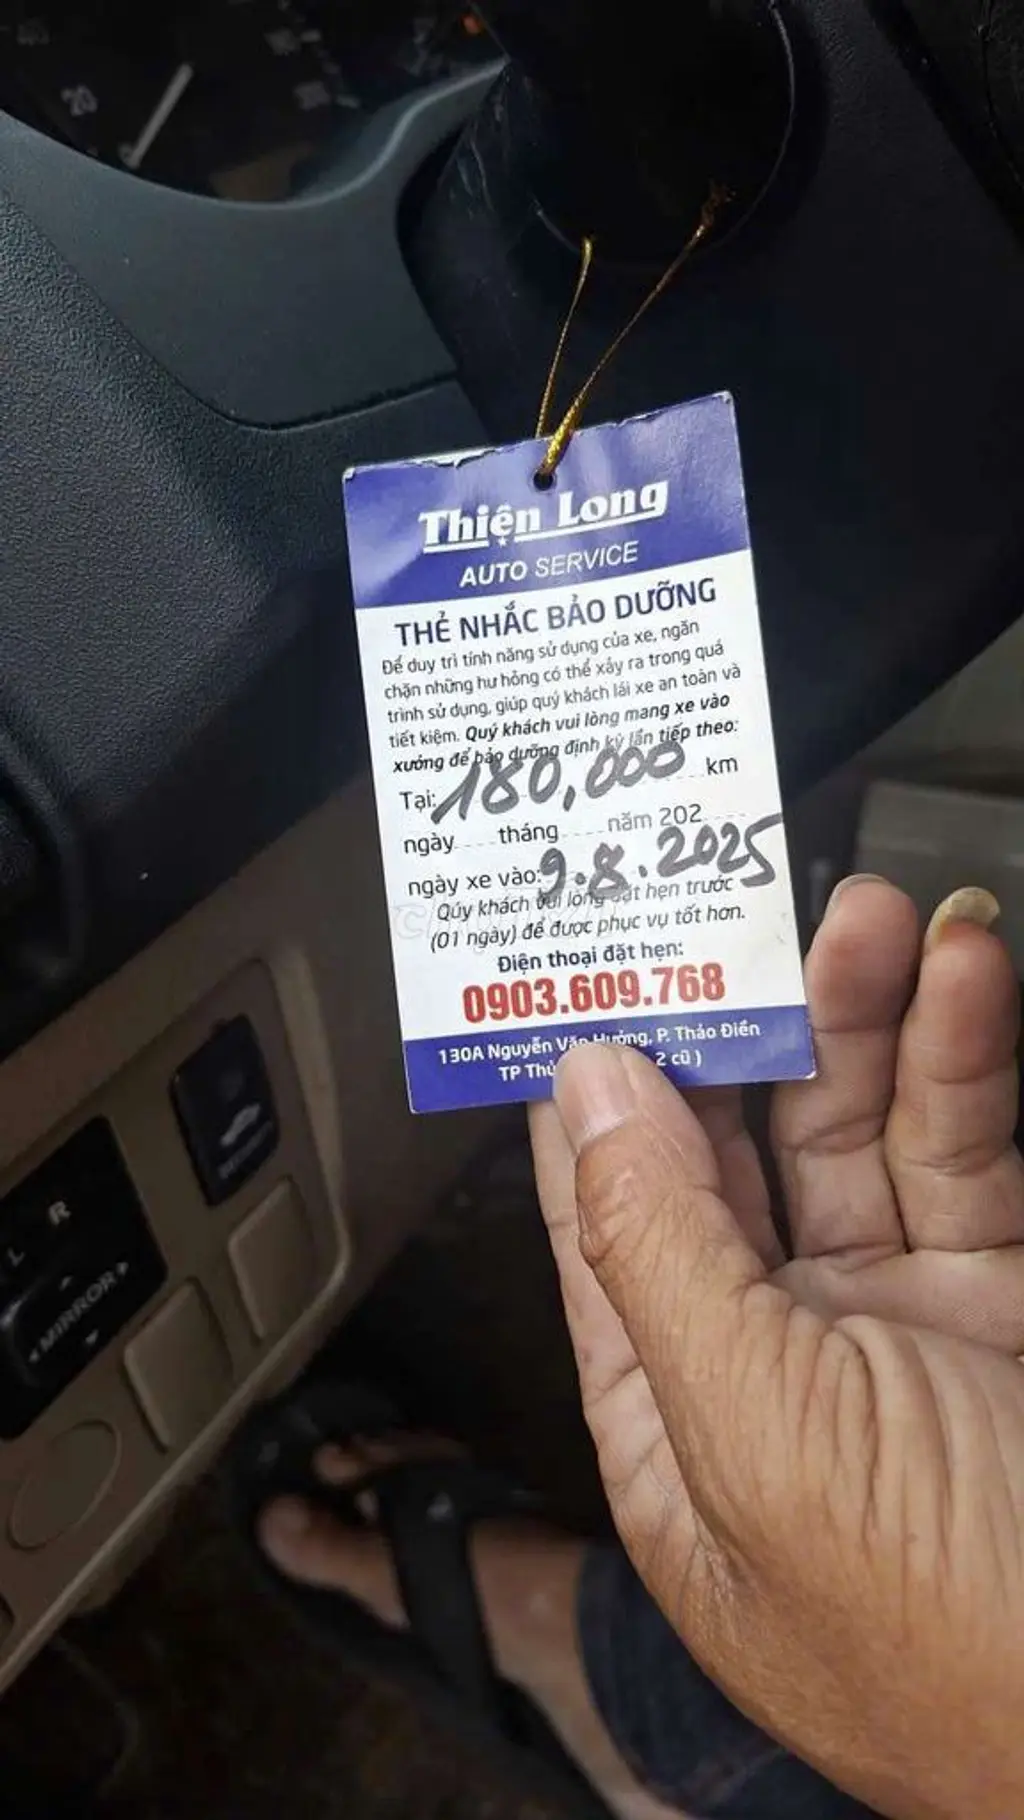 20
Thiện Long
AUTO SERVICE
THẺ NHẮC BẢO DƯỠNG
Để duy trì tính năng sử dụng của xe, ngăn
chặn những hư hỏng có thể xảy ra trong quá
trình sử dụng, giúp quý khách lái xe an toàn và
tiết kiệm. Quý khách vui lòng mang xe vào
xưởng để bảo dưỡng định kỳ lần tiếp theo:
Tại: 180,000 km
ngày.... tháng .... năm 202.....
ngày xe vào: 9.8.2025
Qúy khách vui lòng đặt hẹn trước
(01 ngày) để được phục vụ tốt hơn.
Điện thoại đặt hẹn:
0903.609.768
130A Nguyễn Văn Hưởng, P. Thảo Điền
TP 2 cũ )
L R
MIRROR